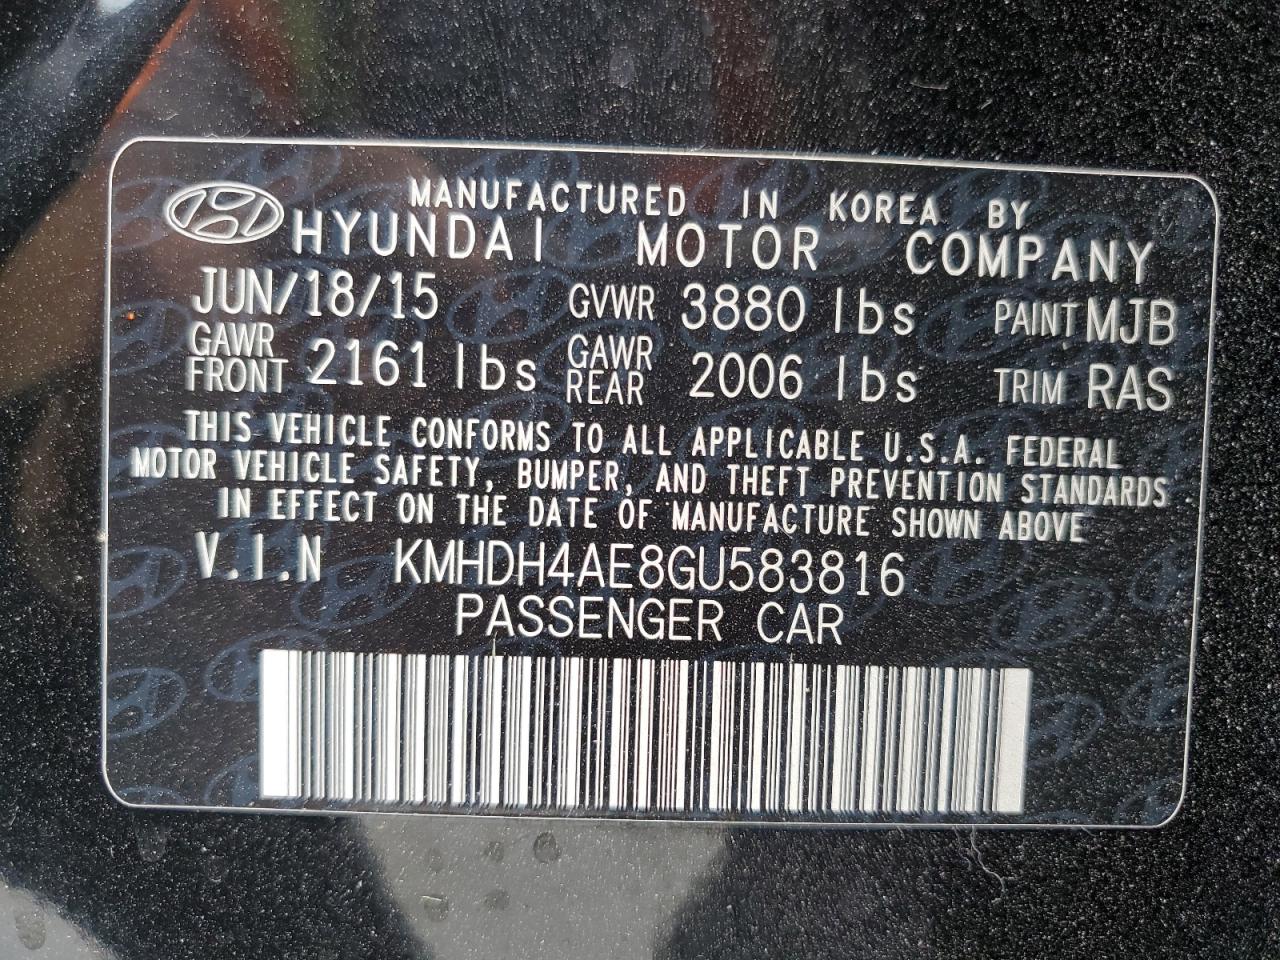 MANUFACTURED IN KOREA BY
HYUNDAI MOTOR COMPANY
JUN/18/15 GVWR 3880 lbs PAINT MJB
GAWR FRONT 2161 lbs GAWR REAR 2006 lbs TRIM RAS
THIS VEHICLE CONFORMS TO ALL APPLICABLE U.S.A. FEDERAL
MOTOR VEHICLE SAFETY, BUMPER, AND THEFT PREVENTION STANDARDS
IN EFFECT ON THE DATE OF MANUFACTURE SHOWN ABOVE
V.I.N KMHDH4AE8GU583816
PASSENGER CAR